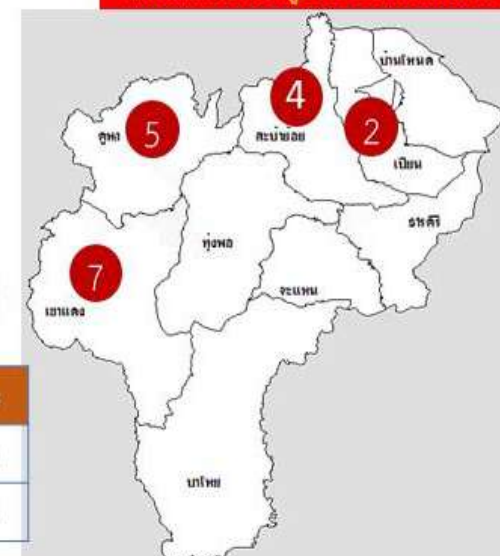 บ้านโหนด
4
สะบ้าย้อย
2
เปียน
คูหา
5
ธารคีรี
ทุ่งพอ
จะแหน
7
เขาแดง
บาโหย